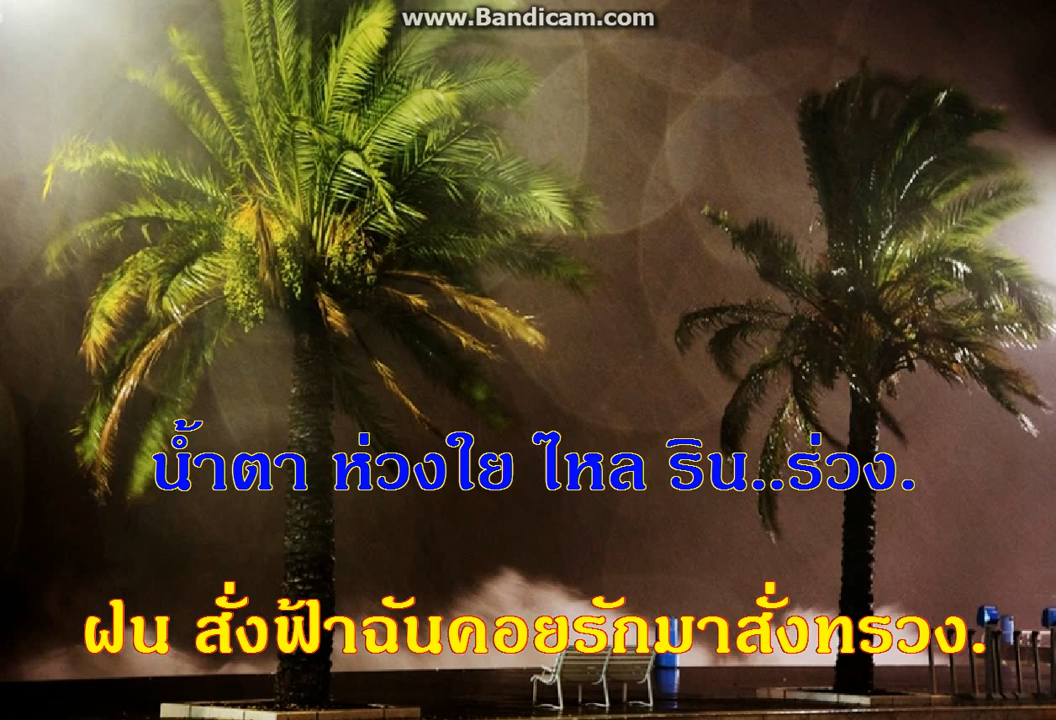 www.Bandicam.com
น้ำตา ห่วงใย ไหล ริน..ร่วง.
ฝน สั่งฟ้าฉันคอยรักมาสั่งทรวง.